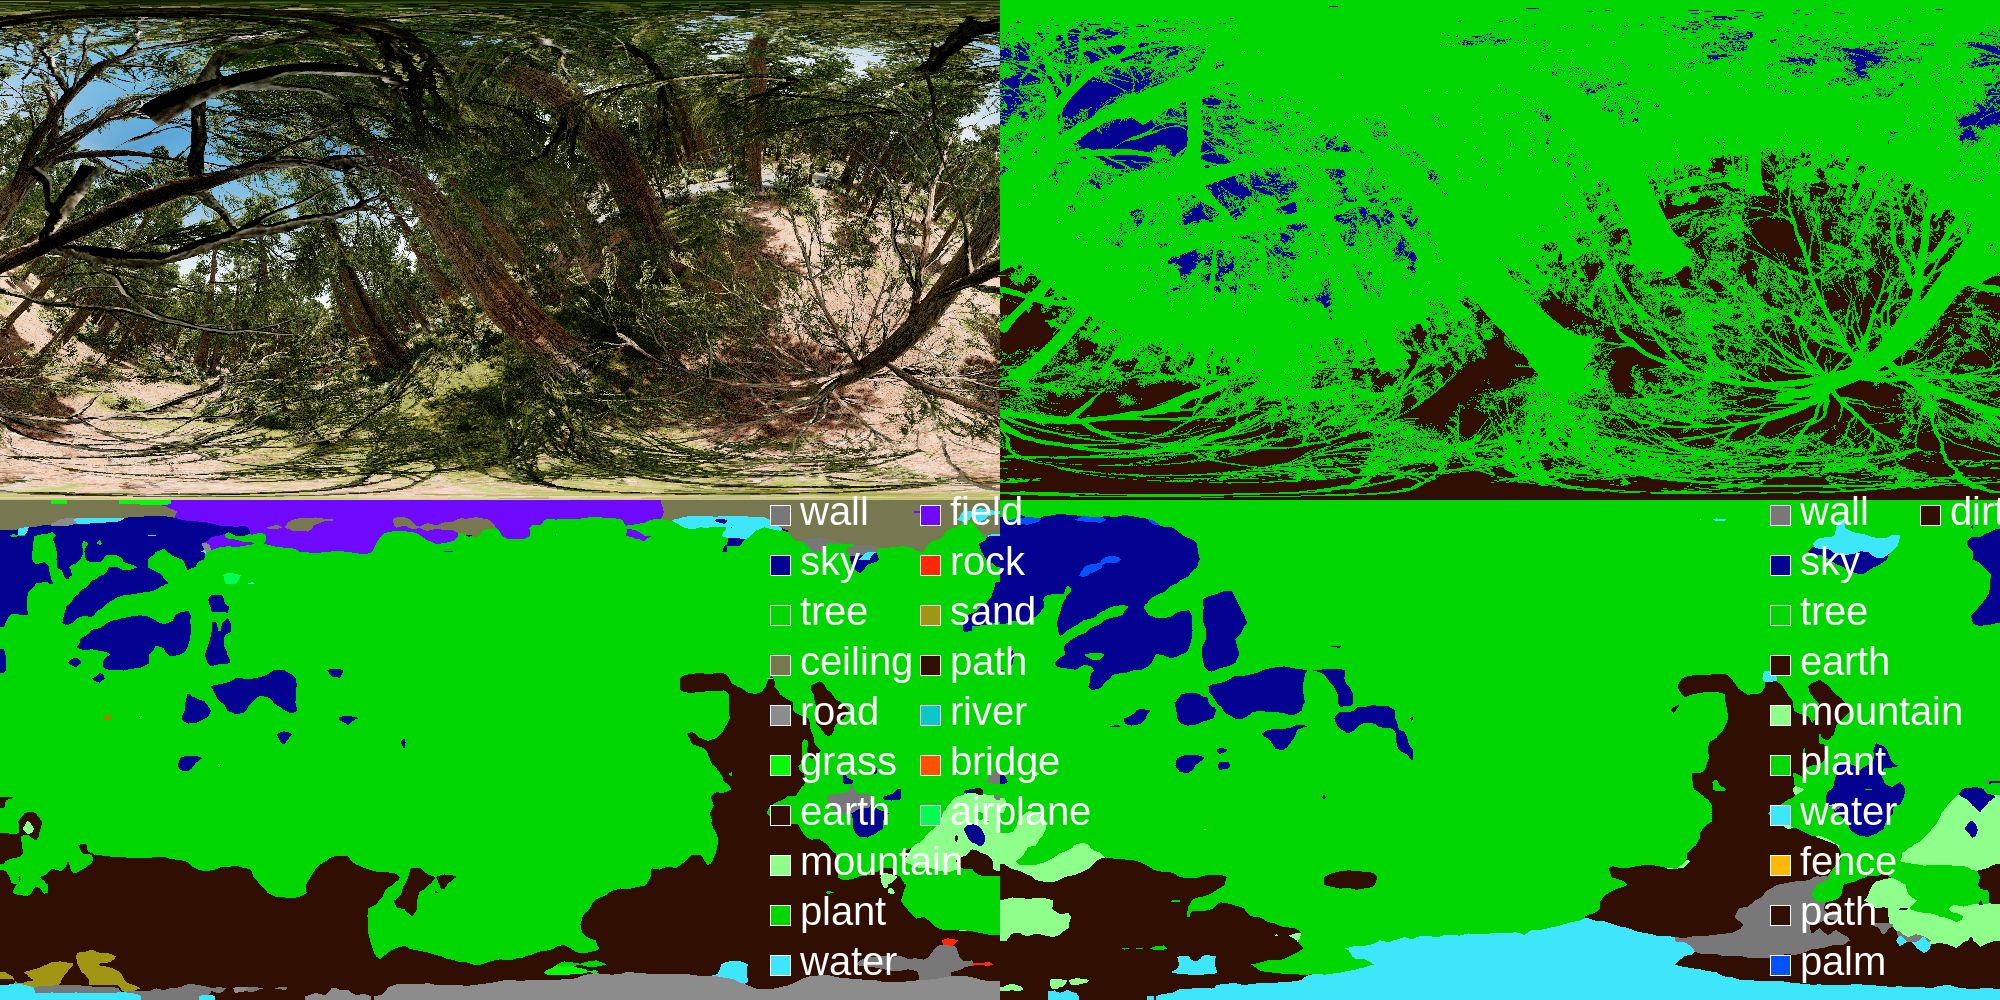 wall field
sky rock
tree sand
ceiling path
road river
grass bridge
earth airplane
mountain
plant
water
wall dirt
sky
tree
earth
mountain
plant
water
fence
path
palm